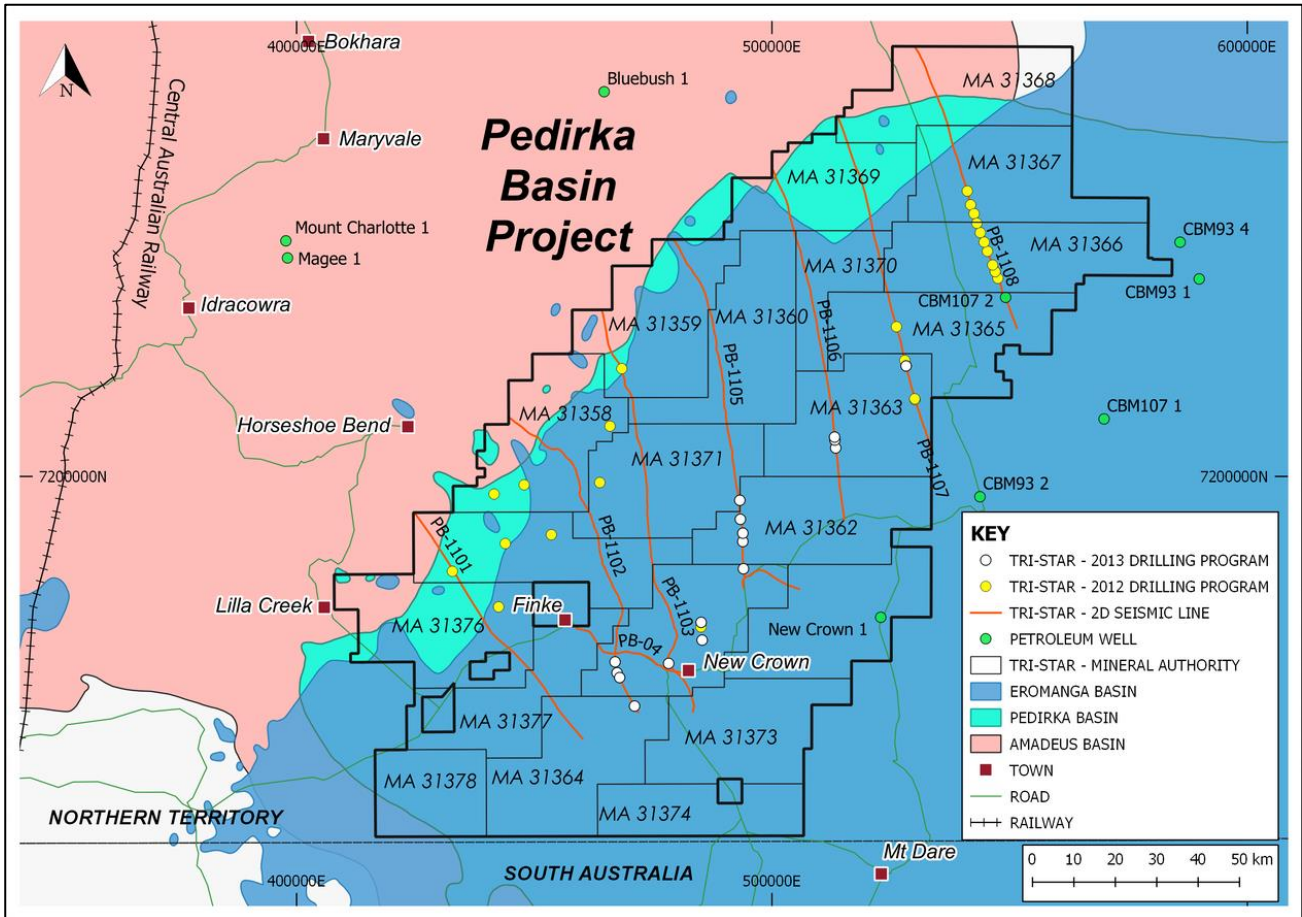 400000E
500000E
600000E
Bokhara
N
Central Australian Railway
Bluebush 1
MA 31368
Maryvale
Pedirka
Basin
Project
MA 31367
MA 31369
Mount Charlotte 1
Magee 1
CBM93 4
MA 31366
PB-1108
MA 31370
CBM93 1
Idracowra
CBM107 2
MA 31359
MA 31360
PB-1106
MA 31365
PB-1105
MA 31358
MA 31363
CBM107 1
Horseshoe Bend
MA 31371
PB-1107
7200000N
7200000N
CBM93 2
PB-1101
PB-1102
MA 31362
Lilla Creek
Finke
MA 31376
PB-1103
New Crown 1
PB-04
New Crown
MA 31377
MA 31373
MA 31378
MA 31364
MA 31374
NORTHERN TERRITORY
SOUTH AUSTRALIA
Mt Dare
400000E
500000E
KEY
TRI-STAR - 2013 DRILLING PROGRAM
TRI-STAR - 2012 DRILLING PROGRAM
TRI-STAR - 2D SEISMIC LINE
PETROLEUM WELL
TRI-STAR - MINERAL AUTHORITY
EROMANGA BASIN
PEDIRKA BASIN
AMADEUS BASIN
TOWN
ROAD
RAILWAY
0 10 20 30 40 50 km